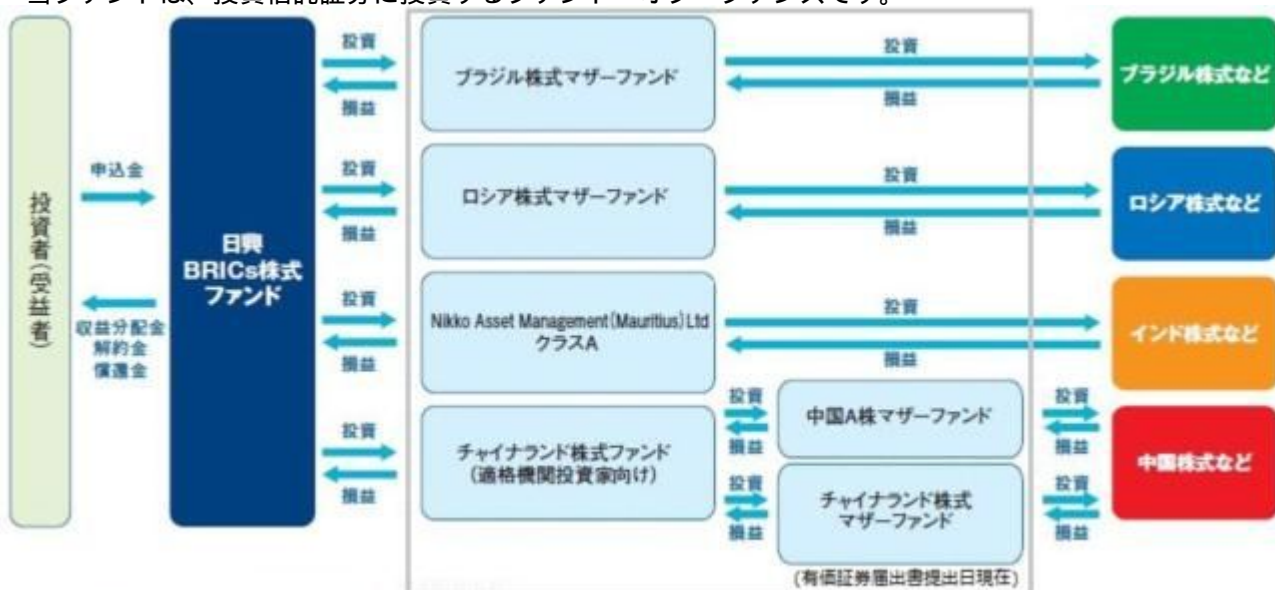 当ファンドは、投資信託証券に投資するファンド・オブ・ファンズです。
投資者(受益者)
申込金
収益分配金
解約金
償還金
日興
BRICs株式
ファンド
投資
損益
ブラジル株式マザーファンド
投資
損益
ブラジル株式など
投資
損益
ロシア株式マザーファンド
投資
損益
ロシア株式など
投資
損益
Nikko Asset Management(Mauritius)Ltd
クラスA
投資
損益
インド株式など
投資
損益
チャイナランド株式ファンド
(適格機関投資家向け)
投資
損益
中国A株マザーファンド
投資
損益
投資
損益
チャイナランド株式
マザーファンド
投資
損益
中国株式など
(有価証券届出書提出日現在)